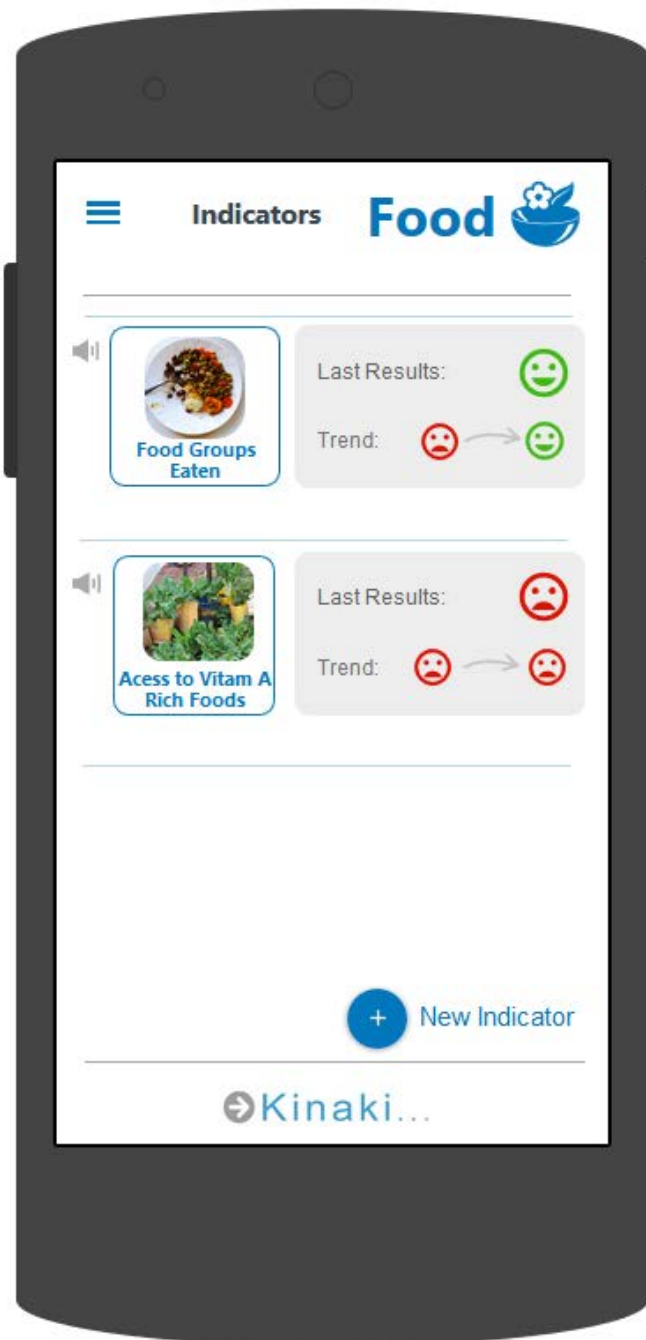 Indicators Food
Last Results:
Food Groups
Eaten
Trend:
Last Results:
Acess to Vitam A
Rich Foods
Trend:
+ New Indicator
Kinaki...